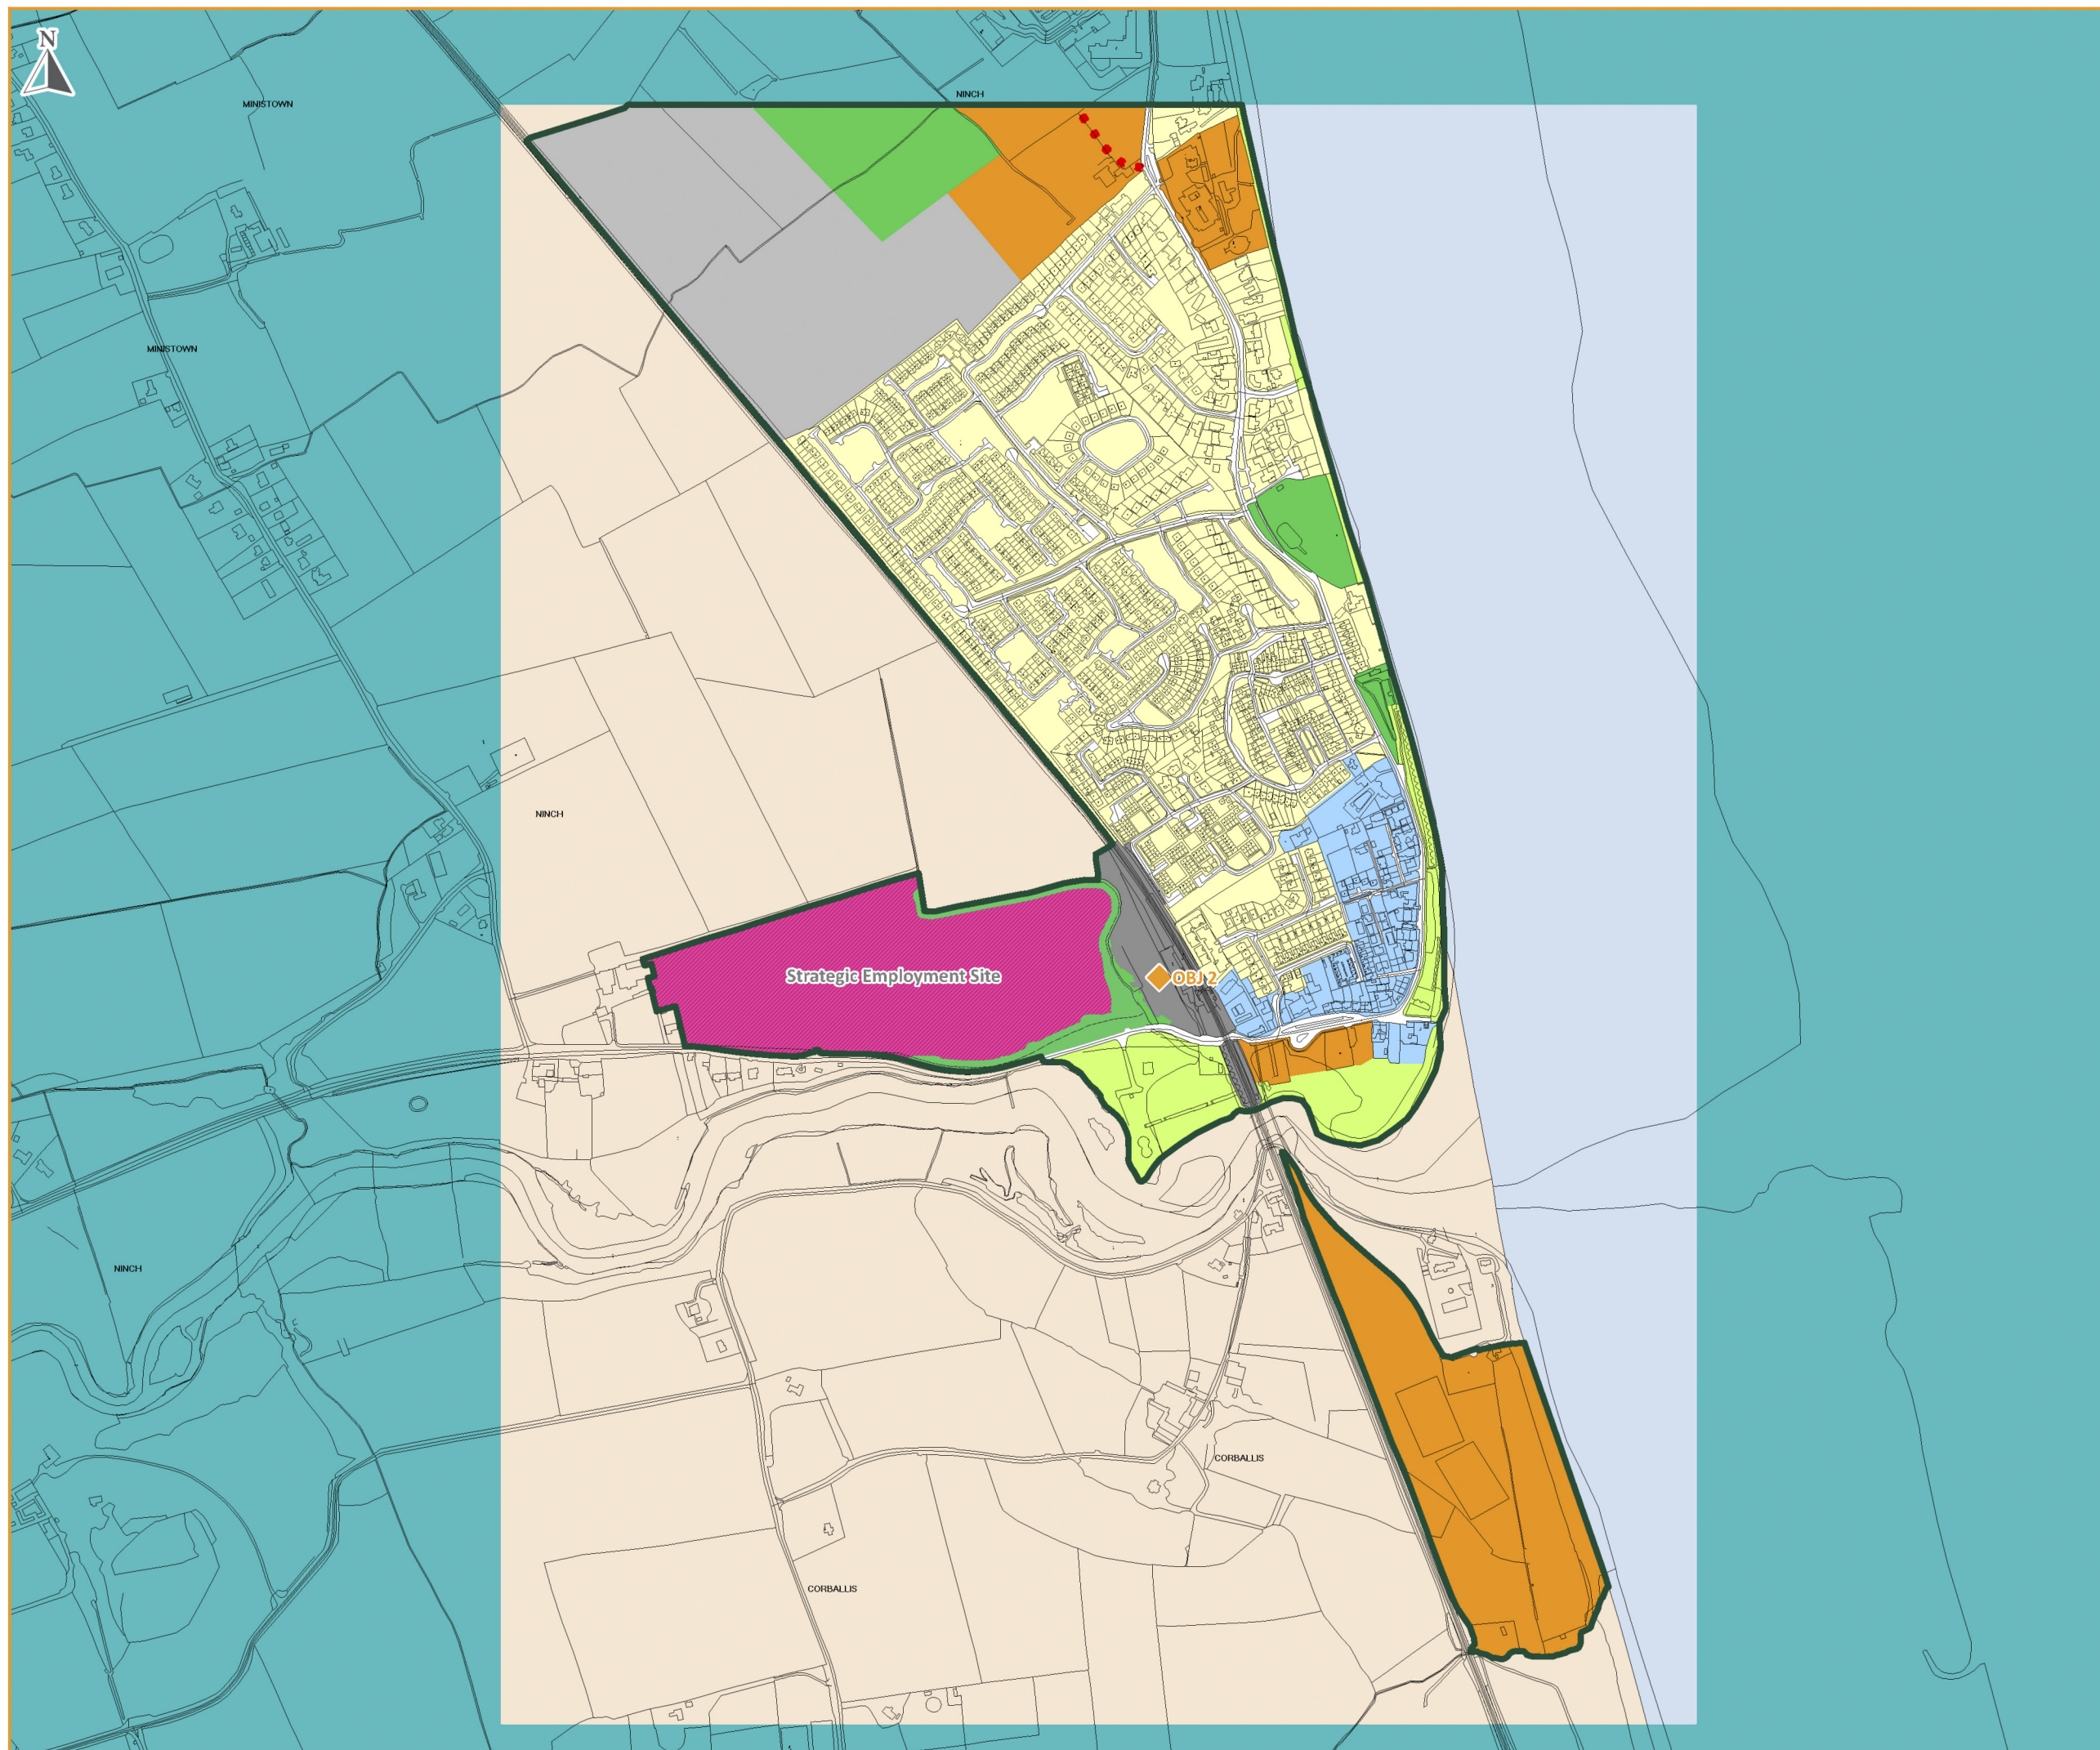 N
MINISTOWN
NINCH
MINISTOWN
NINCH
Strategic Employment Site
OBJ 2
NINCH
CORBALLIS
CORBALLIS